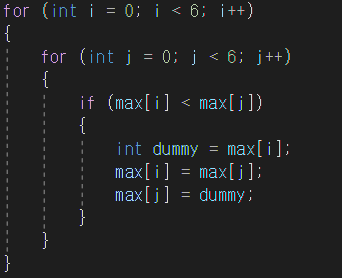 for (int i = 0; i < 6; i++)
{
for (int j = 0; j < 6; j++)
{
if (max[i] < max[j])
{
int dummy = max[i];
max[i] = max[j];
max[j] = dummy;
}
}
}